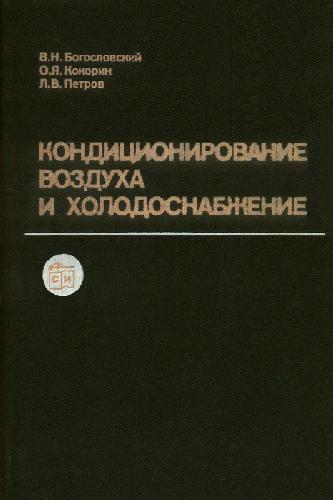 В.Н. Богословский
О.Я. Кокорин
Л.В. Петров
КОНДИЦИОНИРОВАНИЕ
ВОЗДУХА
И ХОЛОДОСНАБЖЕНИЕ
С И